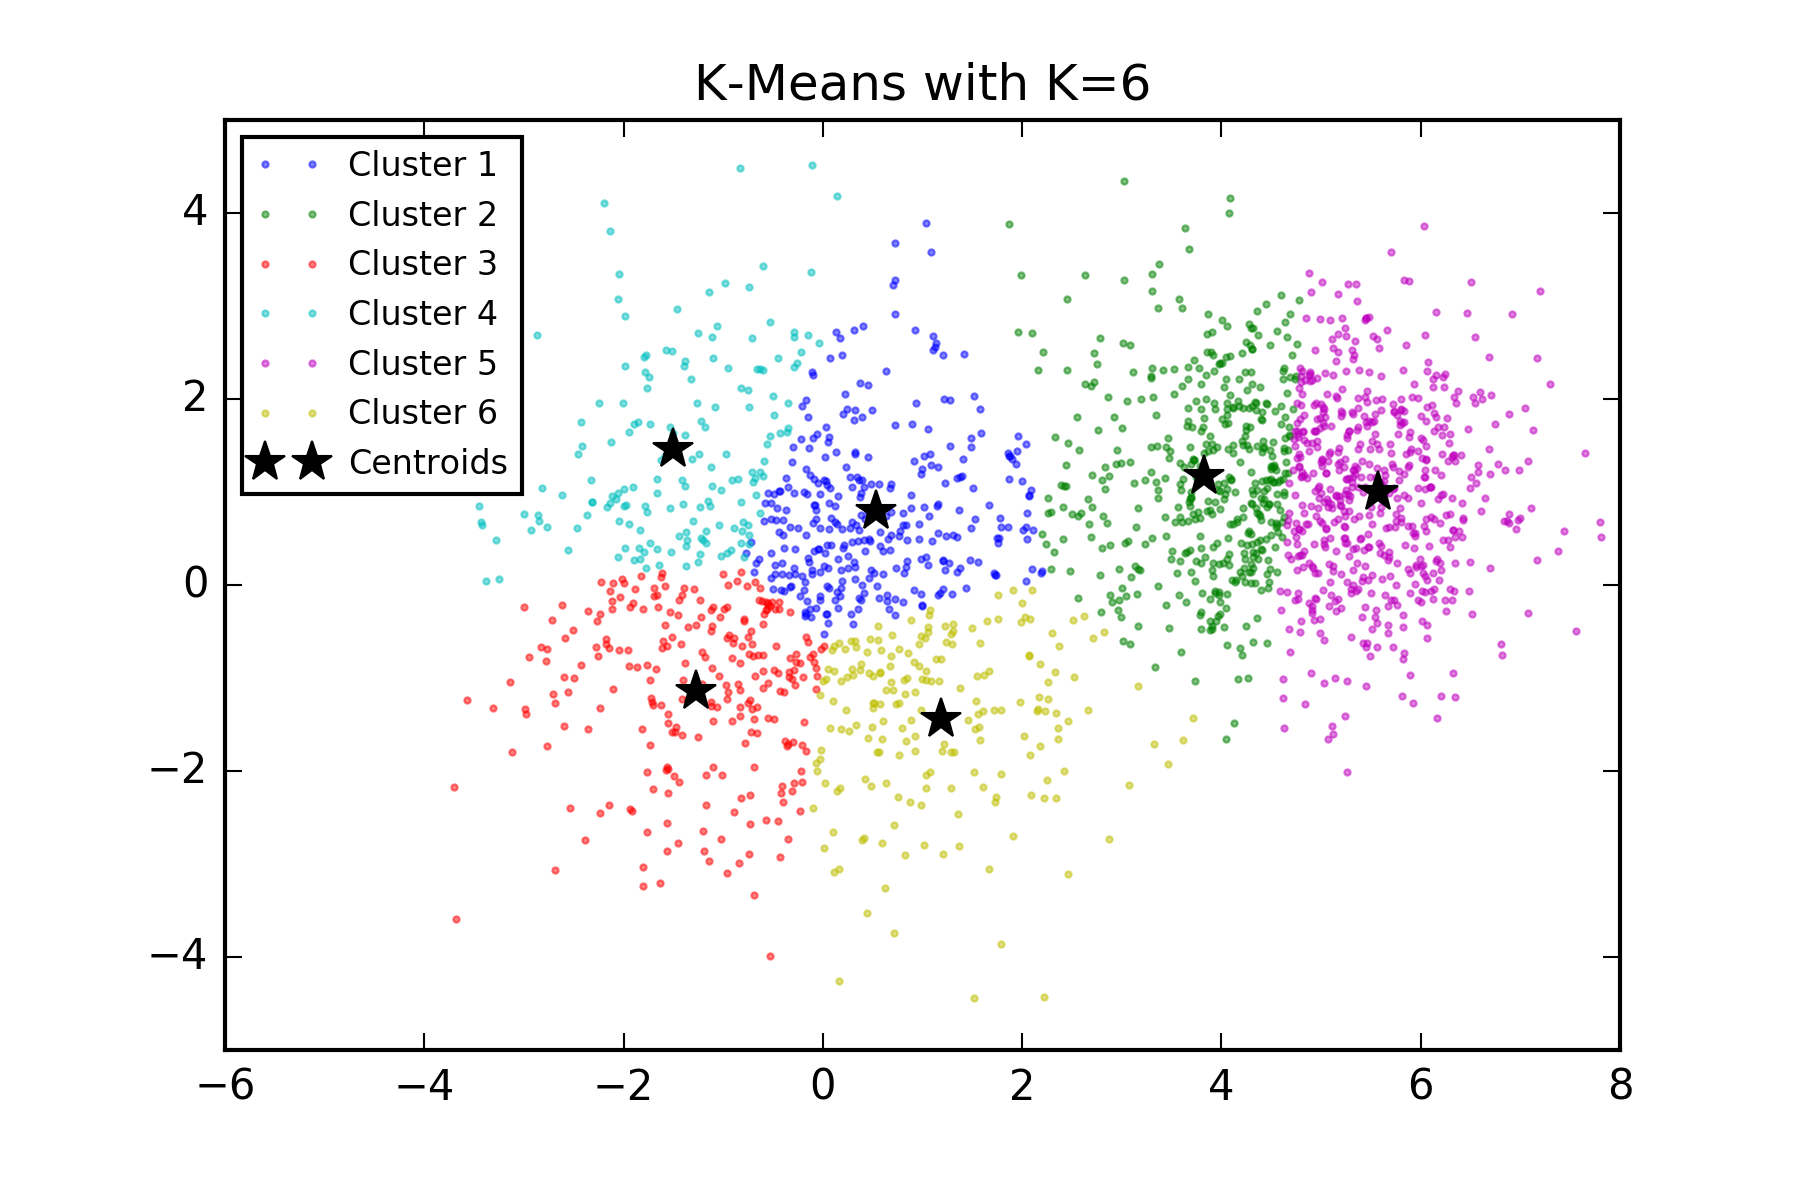 K-Means with K=6
Cluster 1
Cluster 2
Cluster 3
Cluster 4
Cluster 5
Cluster 6
Centroids
4
2
0
−2
−4
−6 −4 −2 0 2 4 6 8